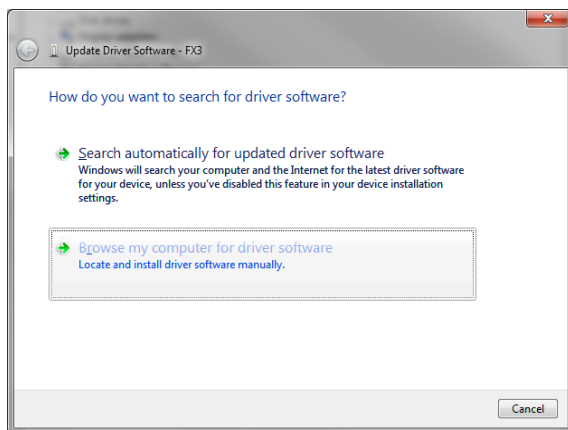 Update Driver Software - FX3
How do you want to search for driver software?
Search automatically for updated driver software
Windows will search your computer and the Internet for the latest driver software
for your device, unless you've disabled this feature in your device installation
settings.
Browse my computer for driver software
Locate and install driver software manually.
Cancel